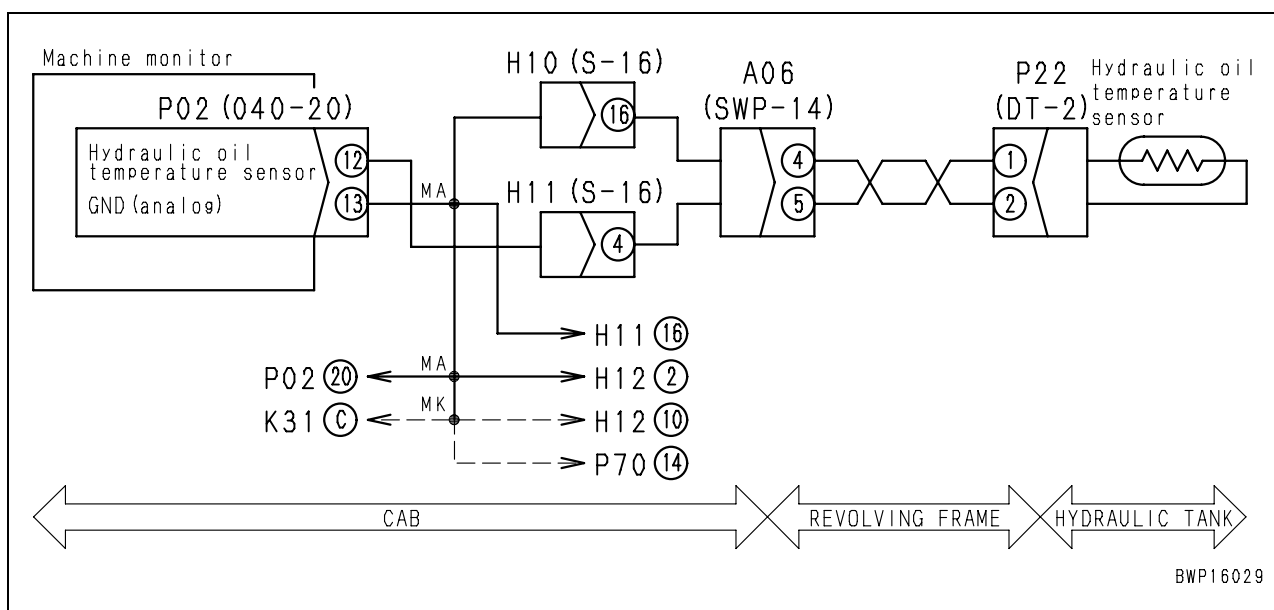 Machine monitor
P02 (040-20)
Hydraulic oil
temperature sensor
GND (analog)
12
13
MA
H10 (S-16)
16
H11 (S-16)
4
A06
(SWP-14)
4
5
P22
(DT-2)
1
2
Hydraulic oil
temperature
sensor
H11 16
P02 20
MA
H12 2
K31 C
MK
H12 10
P70 14
CAB
REVOLVING FRAME
HYDRAULIC TANK
BWP16029